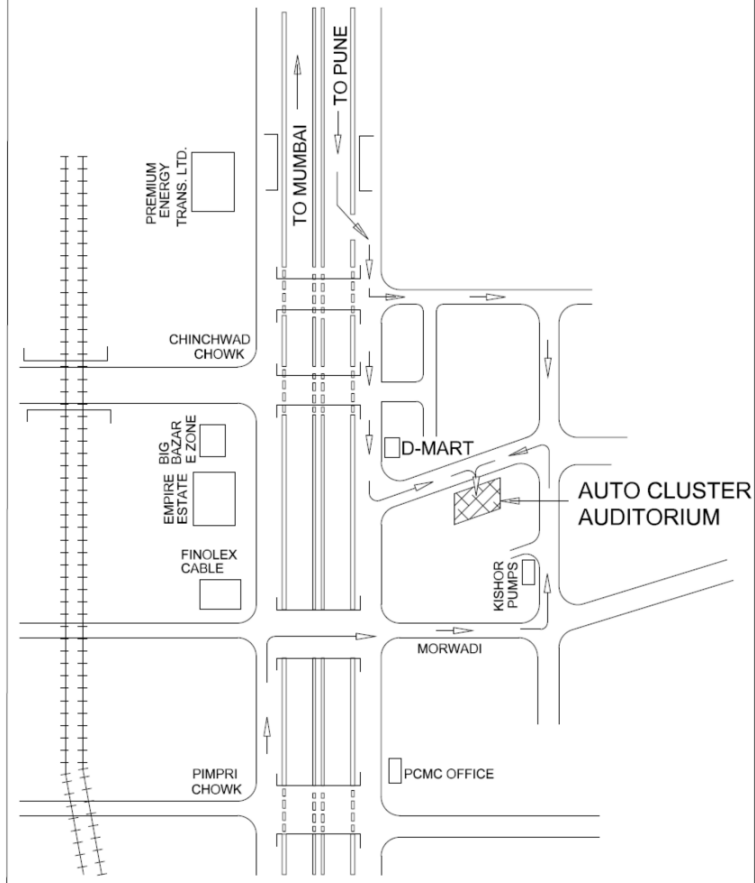 TO MUMBAI
TO PUNE
PREMIUM
ENERGY
TRANS. LTD.
CHINCHWAD
CHOWK
BIG
BAZAR
E ZONE
D-MART
EMPIRE
ESTATE
AUTO CLUSTER
AUDITORIUM
FINOLEX
CABLE
KISHOR
PUMPS
MORWADI
PIMPRI
CHOWK
PCMC OFFICE